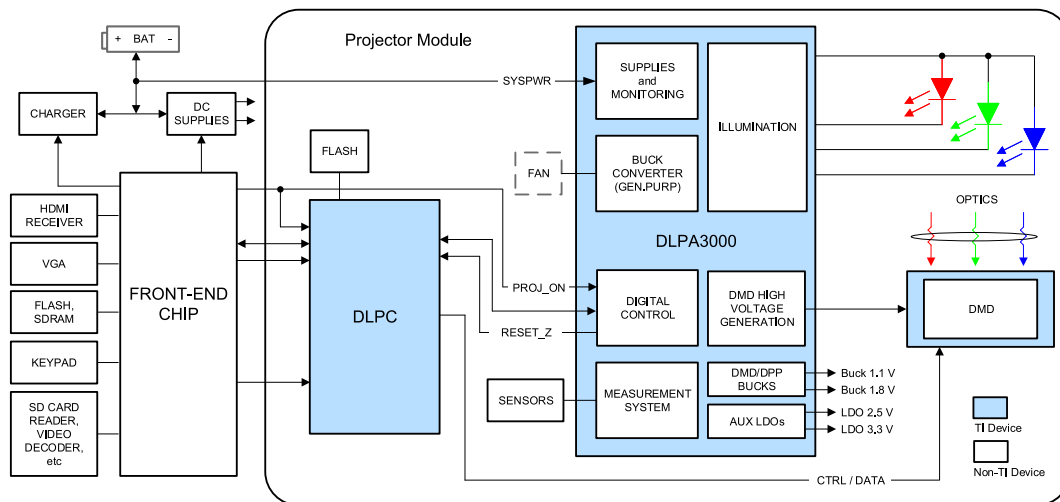 + BAT -
Projector Module
SYSPWR
SUPPLIES
and
MONITORING
ILLUMINATION
CHARGER
DC
SUPPLIES
FLASH
FAN
BUCK
CONVERTER
(GEN.PURP)
HDMI
RECEIVER
VGA
FLASH,
SDRAM
KEYPAD
SD CARD
READER,
VIDEO
DECODER,
etc
FRONT-END
CHIP
DLPC
DLPA3000
OPTICS
PROJ_ON
RESET_Z
DIGITAL
CONTROL
DMD HIGH
VOLTAGE
GENERATION
DMD
SENSORS
MEASUREMENT
SYSTEM
DMD/DPP
BUCKS
Buck 1.1 V
Buck 1.8 V
AUX LDOs
LDO 2.5 V
LDO 3.3 V
CTRL / DATA
TI Device
Non-TI Device